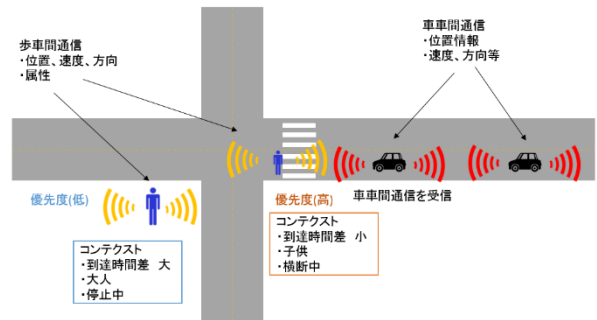 歩車間通信
・位置、速度、方向
・属性
車車間通信
・位置情報
・速度、方向等
優先度(低)
優先度(高)
車車間通信を受信
コンテクスト
・到達時間差 大
・大人
・停止中
コンテクスト
・到達時間差 小
・子供
・横断中